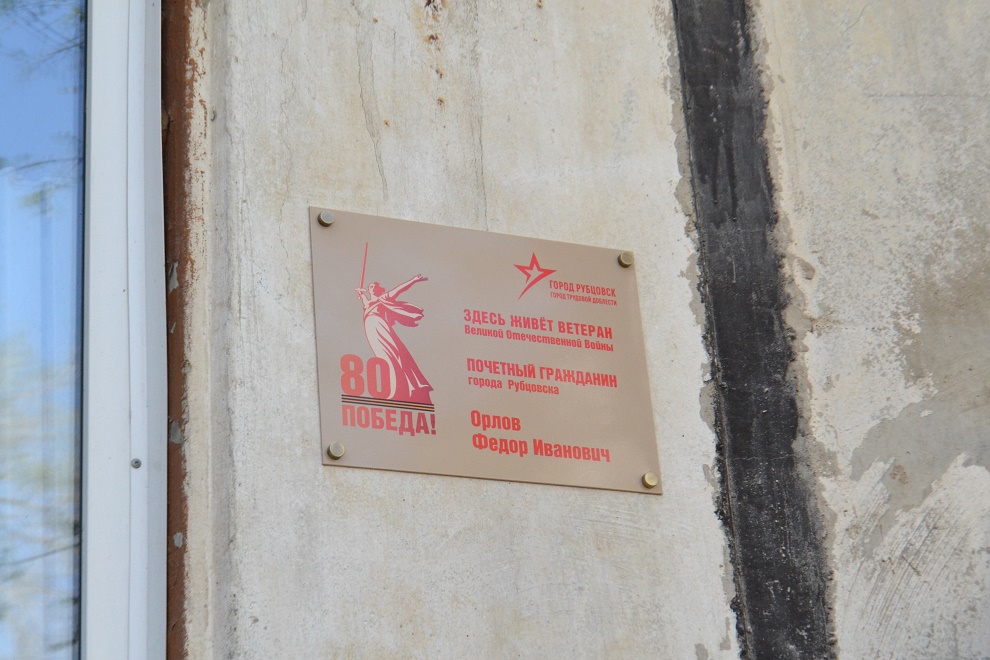 80
ПОБЕДА!
ГОРОД РУБЦОВСК
ГОРОД ТРУДОВОЙ ДОБЛЕСТИ
ЗДЕСЬ ЖИВЁТ ВЕТЕРАН
Великой Отечественной Войны
ПОЧЕТНЫЙ ГРАЖДАНИН
города Рубцовска
Орлов
Федор Иванович